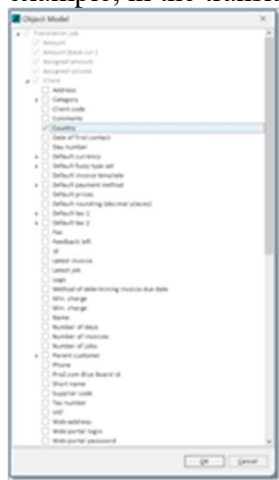 Object Model
Translation job
Amount
Amount (base cur.)
Assigned amount
Assigned volume
Client
Address
Category
Client code
Comments
Country
Date of first contact
Day number
Default currency
Default fuzzy type set
Default invoice template
Default payment method
Default prices
Default rounding (decimal places)
Default tax 1
Default tax 2
Fax
Feedback left
id
Latest invoice
Latest job
Logo
Method of determining invoice due date
Min. charge
Min. charge
Name
Number of days
Number of invoices
Number of jobs
Parent customer
Phone
ProZ.com Blue Board id
Short name
Supplier code
Tax number
VAT
Web-address
Web-portal login
Web-portal password
OK Cancel